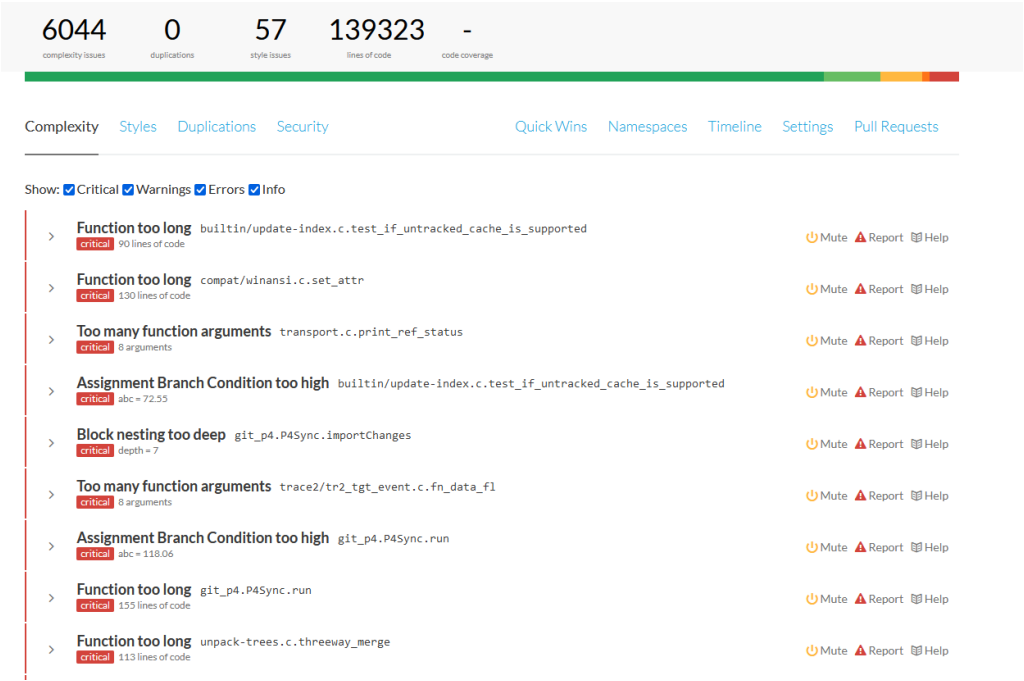 6044 0 57 139323 -
complexity issues duplications style issues lines of code code coverage
Complexity Styles Duplications Security Quick Wins Namespaces Timeline Settings Pull Requests
Show: Critical Warnings Errors Info
Function too long builtin/update-index.c.test_if_untracked_cache_is_supported
critical 90 lines of code
Mute Report Help
Function too long compat/winansi.c.set_attr
critical 130 lines of code
Mute Report Help
Too many function arguments transport.c.print_ref_status
critical 8 arguments
Mute Report Help
Assignment Branch Condition too high builtin/update-index.c.test_if_untracked_cache_is_supported
critical abc = 72.55
Mute Report Help
Block nesting too deep git_p4.P4Sync.importChanges
critical depth = 7
Mute Report Help
Too many function arguments trace2/tr2_tgt_event.c.fn_data_fl
critical 8 arguments
Mute Report Help
Assignment Branch Condition too high git_p4.P4Sync.run
critical abc = 118.06
Mute Report Help
Function too long git_p4.P4Sync.run
critical 155 lines of code
Mute Report Help
Function too long unpack-trees.c.threeway_merge
critical 113 lines of code
Mute Report Help